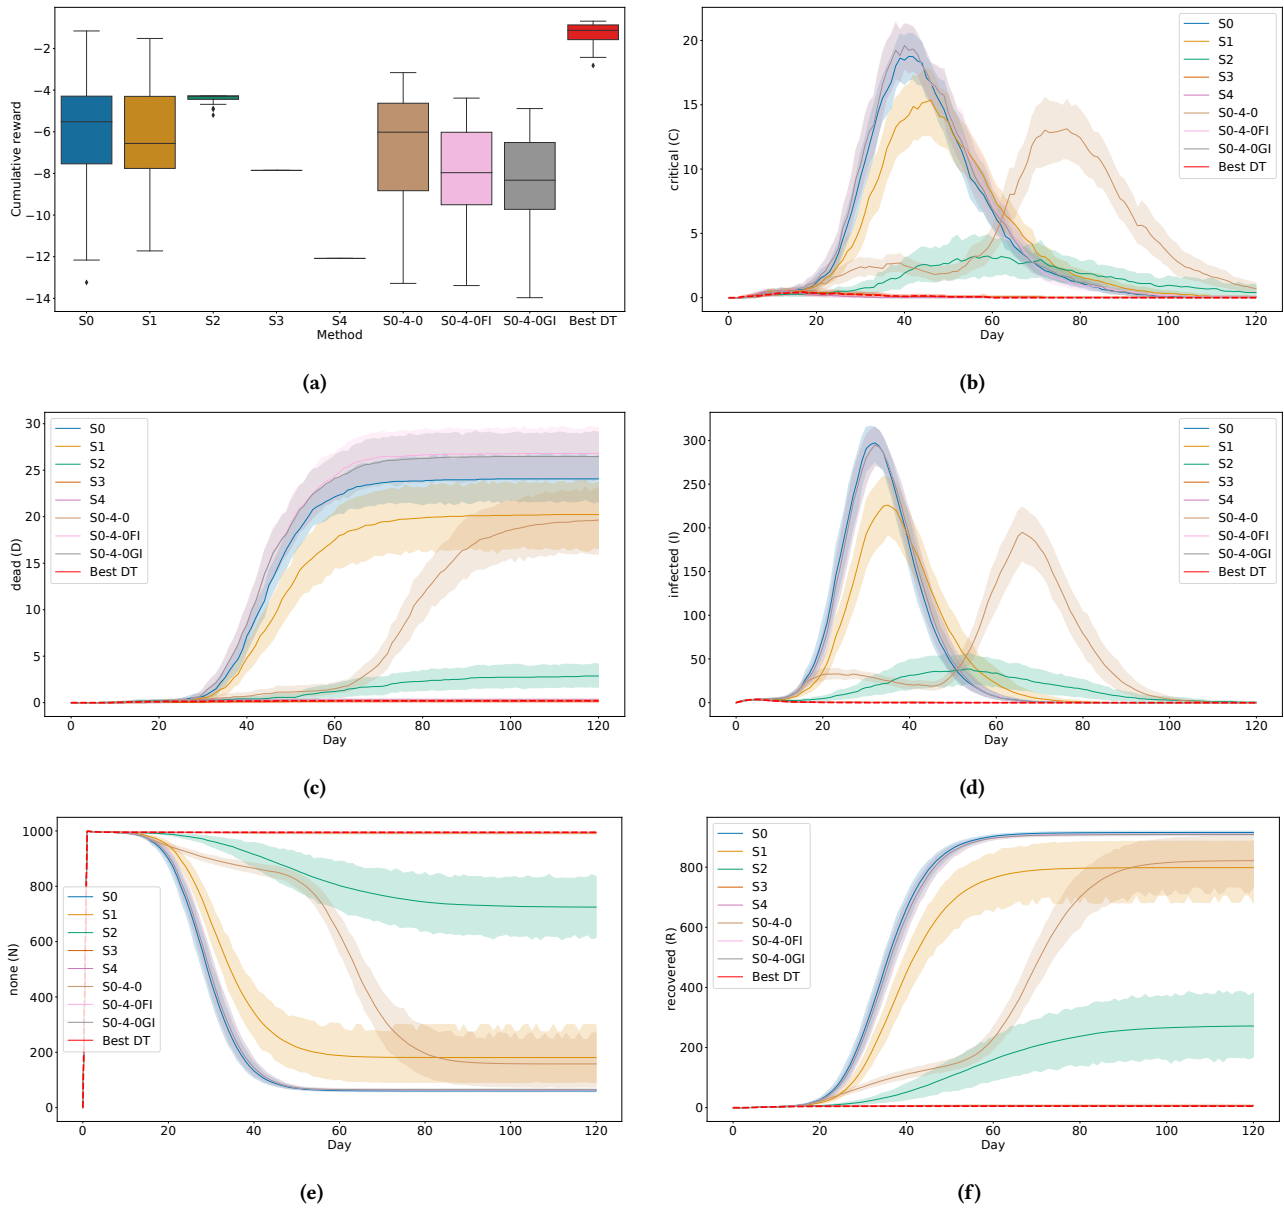 Cumulative reward
−2
−4
−6
−8
−10
−12
−14
S0 S1 S2 S3 S4 S0-4-0 S0-4-0FI S0-4-0GI Best DT
Method
(a)
critical (C)
20
15
10
5
0
0 20 40 60 80 100 120
Day
S0
S1
S2
S3
S4
S0-4-0
S0-4-0FI
S0-4-0GI
Best DT
(b)
dead (D)
30
25
20
15
10
5
0
0 20 40 60 80 100 120
Day
S0
S1
S2
S3
S4
S0-4-0
S0-4-0FI
S0-4-0GI
Best DT
(c)
infected (I)
300
250
200
150
100
50
0
0 20 40 60 80 100 120
Day
S0
S1
S2
S3
S4
S0-4-0
S0-4-0FI
S0-4-0GI
Best DT
(d)
none (N)
1000
800
600
400
200
0
0 20 40 60 80 100 120
Day
S0
S1
S2
S3
S4
S0-4-0
S0-4-0FI
S0-4-0GI
Best DT
(e)
recovered (R)
800
600
400
200
0
0 20 40 60 80 100 120
Day
S0
S1
S2
S3
S4
S0-4-0
S0-4-0FI
S0-4-0GI
Best DT
(f)